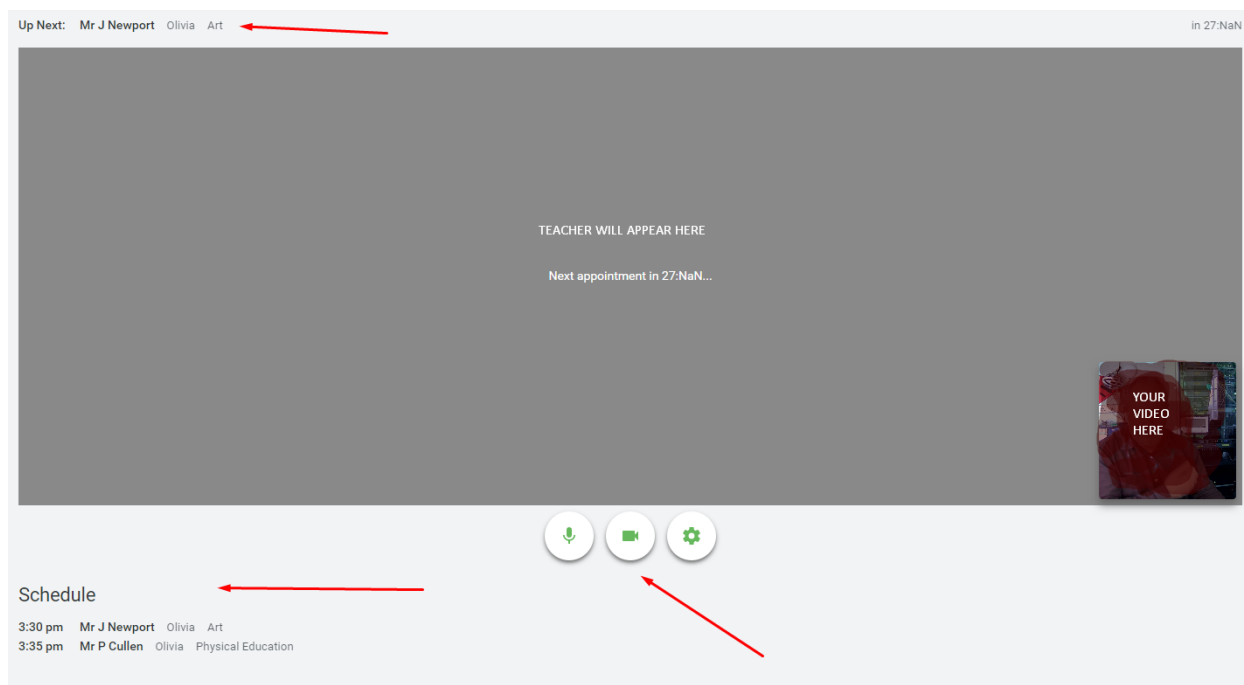 Up Next: Mr J Newport Olivia Art in 27:NaN
TEACHER WILL APPEAR HERE
Next appointment in 27:NaN...
YOUR
VIDEO
HERE
Schedule
3:30 pm Mr J Newport Olivia Art
3:35 pm Mr P Cullen Olivia Physical Education